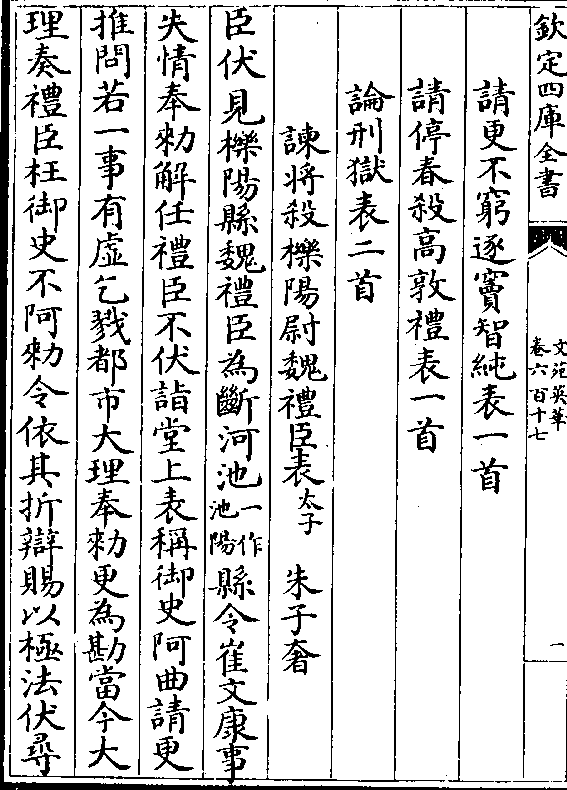 欽定四庫全書
文苑英華
卷六百十七
一
請更不窮逐竇智純表一首
請停春殺高敦禮表一首
論刑獄表二首
諫將殺櫟陽尉魏禮臣表 太子 朱子奢
臣伏見櫟陽縣魏禮臣為斷河池一作池陽縣令崔文康事
失情奉勑解任禮臣不伏詣堂上表稱御史阿曲請更
推問若一事有虛乞戮都市大理奉勑更為勘當今大
理奏禮臣枉御史不阿勑令依其折辯賜以極法伏尋